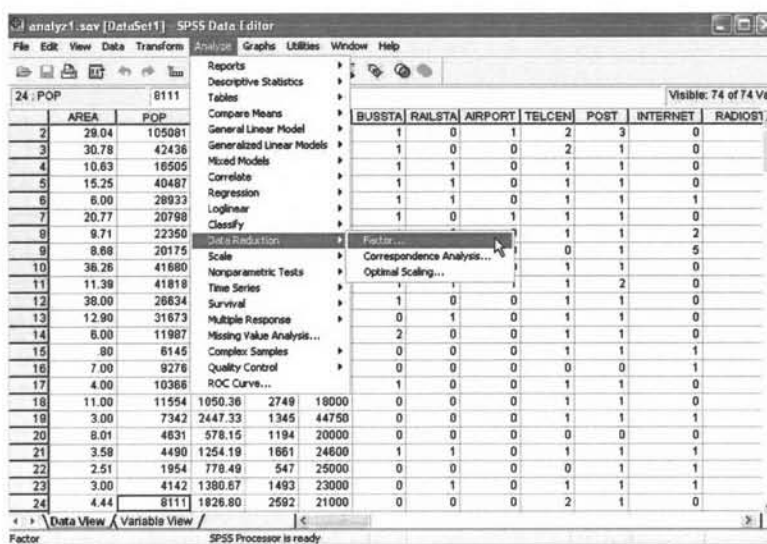 analyz1.sav [DataSet1] - SPSS Data Editor
File Edit View Data Transform Analyze Graphs Utilities Window Help
24 : POP 8111 Visible: 74 of 74 Va
AREA POP BUSSTA RAILSTA AIRPORT TELCEN POST INTERNET RADIOST
Reports
Descriptive Statistics
Tables
Compare Means
General Linear Model
Generalized Linear Models
Mixed Models
Correlate
Regression
Loglinear
Classify
Data Reduction
Scale
Nonparametric Tests
Time Series
Survival
Multiple Response
Missing Value Analysis...
Complex Samples
Quality Control
ROC Curve...
Factor...
Correspondence Analysis...
Optimal Scaling...
2 29.04 105081 1 0 1 2 3 0
3 30.78 42436 1 0 0 2 1 0
4 10.63 16505 1 1 0 1 1 0
5 15.25 40487 1 1 0 1 1 0
6 6.00 28933 1 1 0 1 1 1
7 20.77 20798 1 0 1 1 1 0
8 9.71 22350 1 1 2
9 8.68 20175 0 1 5
10 36.26 41680 1 1 0
11 11.39 41818 1 2 0
12 38.00 26634 1 0 0 1 1 0
13 12.90 31673 0 1 0 1 1 0
14 6.00 11987 2 0 0 1 1 0
15 .80 6145 0 0 0 1 1 1
16 7.00 9276 0 0 0 0 0 1
17 4.00 10366 1 0 0 1 1 1
18 11.00 11554 1050.36 2749 18000 0 0 0 1 1 0
19 3.00 7342 2447.33 1345 44750 0 0 0 1 1 1
20 8.01 4631 578.15 1194 20000 0 0 0 0 0 0
21 3.58 4490 1254.19 1661 24600 1 1 0 1 1 1
22 2.51 1954 778.49 547 25000 0 0 0 0 1 1
23 3.00 4142 1380.67 1493 23000 0 1 0 1 1 0
24 4.44 8111 1826.80 2592 21000 0 0 0 2 1 0
Data View Variable View
Factor SPSS Processor is ready